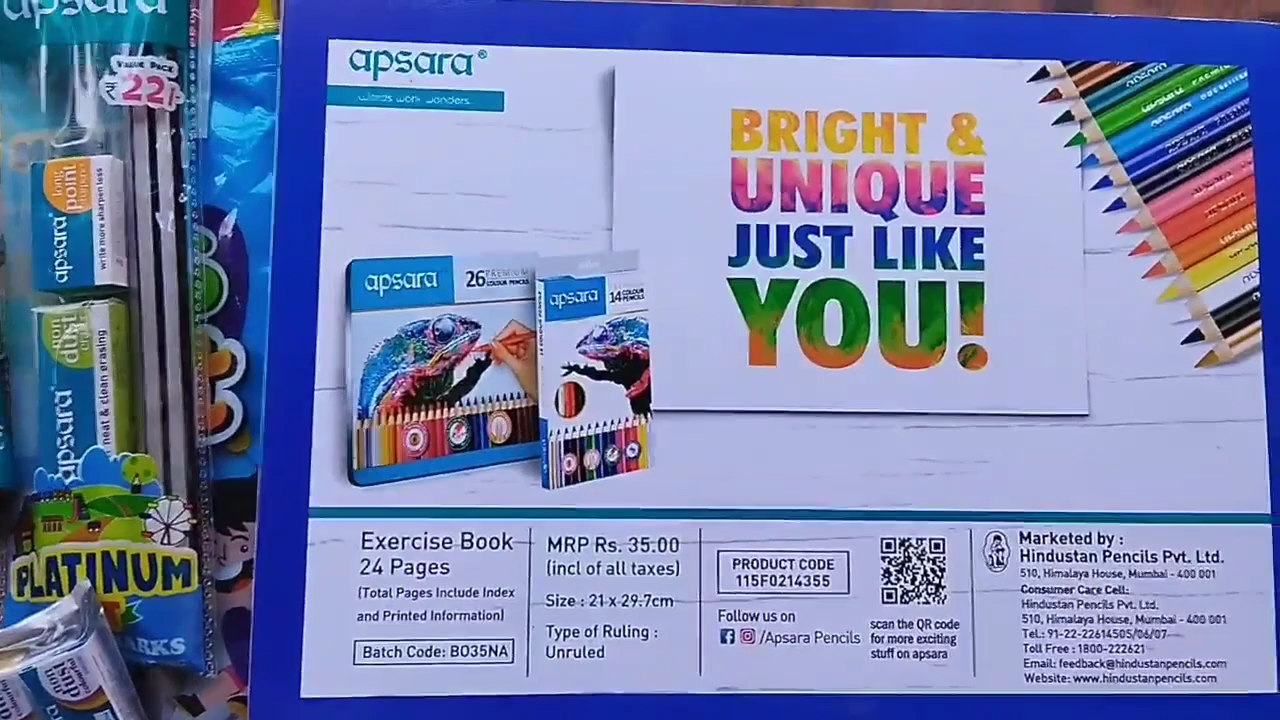 apsara
VALUE PACK
₹ 22/-
long
point
apsara
write more sharpen less
non
dust
apsara
neat & clean erasing
PLATINUM
non
dust
apsara®
BRIGHT &
UNIQUE
JUST LIKE
YOU!
apsara
26 PREMIUM
COLOUR PENCILS
apsara
14 COLOUR
PENCILS
Exercise Book
24 Pages
(Total Pages Include Index
and Printed Information)
Batch Code: BO35NA
MRP Rs. 35.00
(incl of all taxes)
Size : 21 x 29.7cm
Type of Ruling :
Unruled
PRODUCT CODE
115F0214355
Follow us on
/Apsara Pencils
scan the QR code
for more exciting
stuff on apsara
Marketed by :
Hindustan Pencils Pvt. Ltd.
510, Himalaya House, Mumbai - 400 001
Consumer Care Cell:
Hindustan Pencils Pvt. Ltd.
510, Himalaya House, Mumbai - 400 001
Tel.: 91-22-22614505/06/07
Toll Free : 1800-222621
Email: feedback@hindustanpencils.com
Website: www.hindustanpencils.com